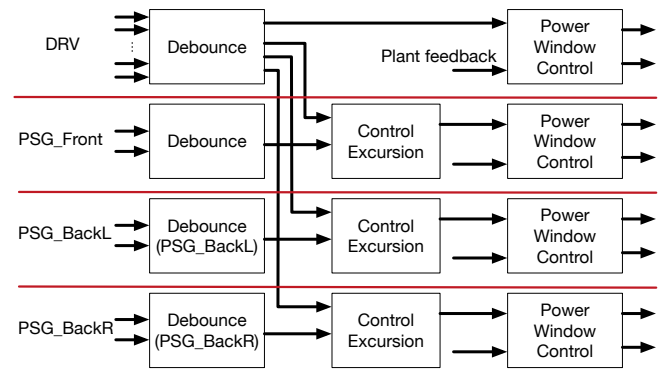 DRV
Debounce
Plant feedback
Power
Window
Control
PSG_Front
Debounce
Control
Excursion
Power
Window
Control
PSG_BackL
Debounce
(PSG_BackL)
Control
Excursion
Power
Window
Control
PSG_BackR
Debounce
(PSG_BackR)
Control
Excursion
Power
Window
Control